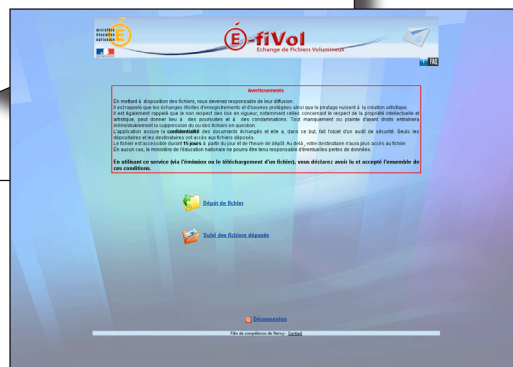 MINISTÈRE
ÉDUCATION
NATIONALE
É-fiVol
Echange de Fichiers Volumineux
FAQ
Avertissements
En mettant à disposition des fichiers, vous devenez responsable de leur diffusion.
Il est rappelé que les échanges illicites d'enregistrements et d'oeuvres protégées ainsi que le piratage nuisent à la création artistique.
Il est également rappelé que le non respect des lois en vigueur, notamment celles concernant le respect de la propriété intellectuelle et
artistique, peut donner lieu à des poursuites et à des condamnations. Tout manquement ou plainte d'ayant droits entraînera
immédiatement la suppression du ou des fichiers en question.
L'application assure la confidentialité des documents échangés et elle a, dans ce but, fait l'objet d'un audit de sécurité. Seuls les
dépositaires et les destinataires ont accès aux fichiers déposés.
Le fichier est accessible durant 15 jours à partir du jour et de l'heure de dépôt. Au delà, votre destinataire n'aura plus accès au fichier.
En aucun cas, le ministère de l'éducation nationale ne pourra être tenu responsable d'éventuelles pertes de données.
En utilisant ce service (via l'émission ou le téléchargement d'un fichier), vous déclarez avoir lu et accepté l'ensemble de
ces conditions.
Dépôt de fichier
Suivi des fichiers déposés
Déconnexion
Pôle de compétence de Nancy - Contact